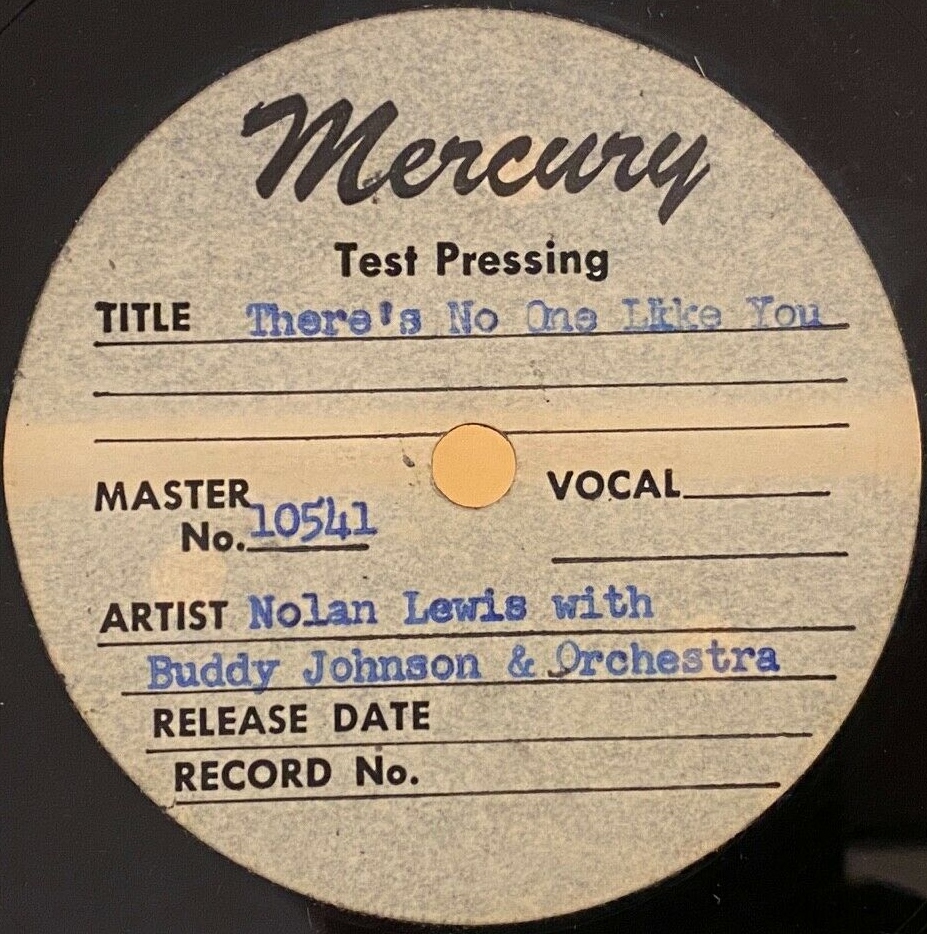 Mercury
Test Pressing
TITLE There's No One Like You
MASTER
No. 10541
VOCAL
ARTIST Nolan Lewis with
Buddy Johnson & Orchestra
RELEASE DATE
RECORD No.